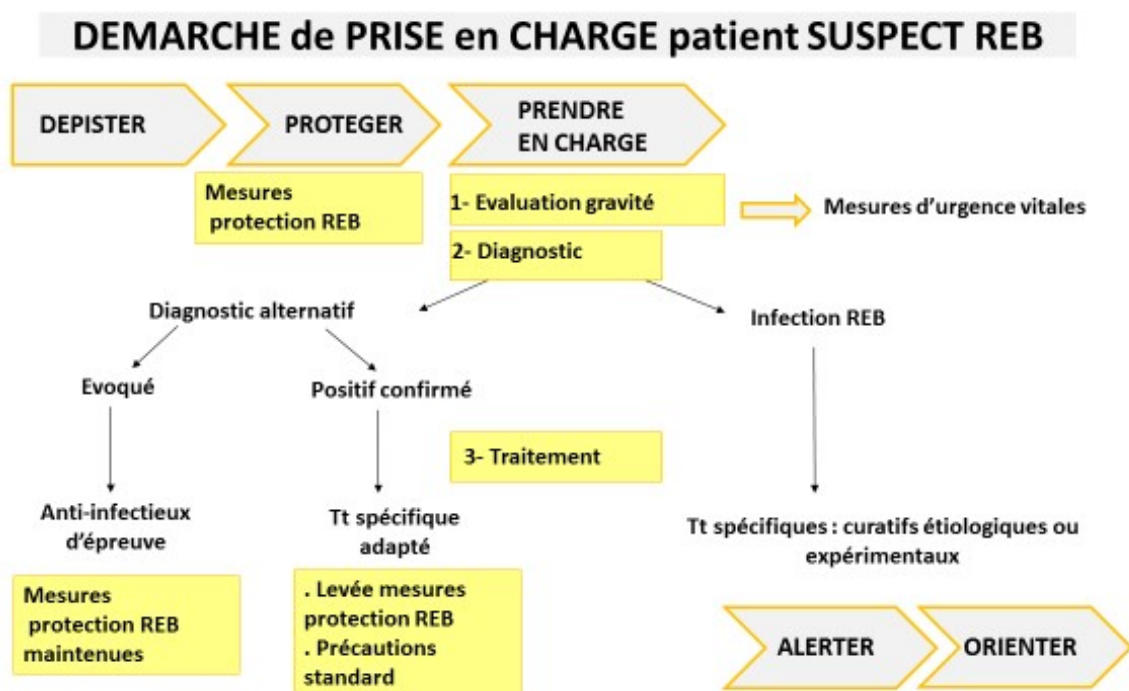 DEMARCHE de PRISE en CHARGE patient SUSPECT REB
DEPISTER
PROTEGER
PRENDRE
EN CHARGE
Mesures
protection REB
1- Evaluation gravité
Mesures d'urgence vitales
2- Diagnostic
Diagnostic alternatif
Infection REB
Evoqué
Positif confirmé
3- Traitement
Anti-infectieux
d'épreuve
Tt spécifique
adapté
Tt spécifiques : curatifs étiologiques ou
expérimentaux
Mesures
protection REB
maintenues
. Levée mesures
protection REB
. Précautions
standard
ALERTER
ORIENTER